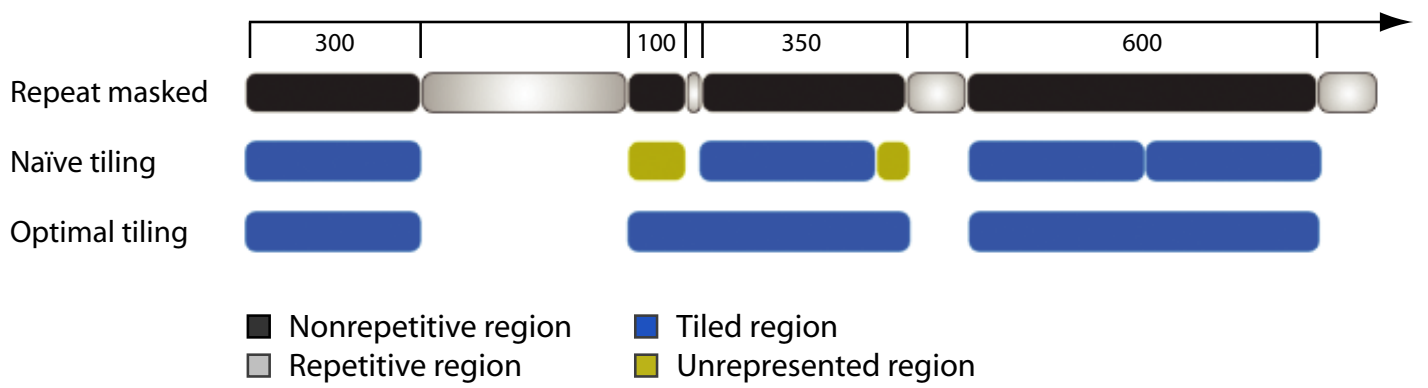 300 100 350 600
Repeat masked
Naïve tiling
Optimal tiling
Nonrepetitive region Tiled region
Repetitive region Unrepresented region